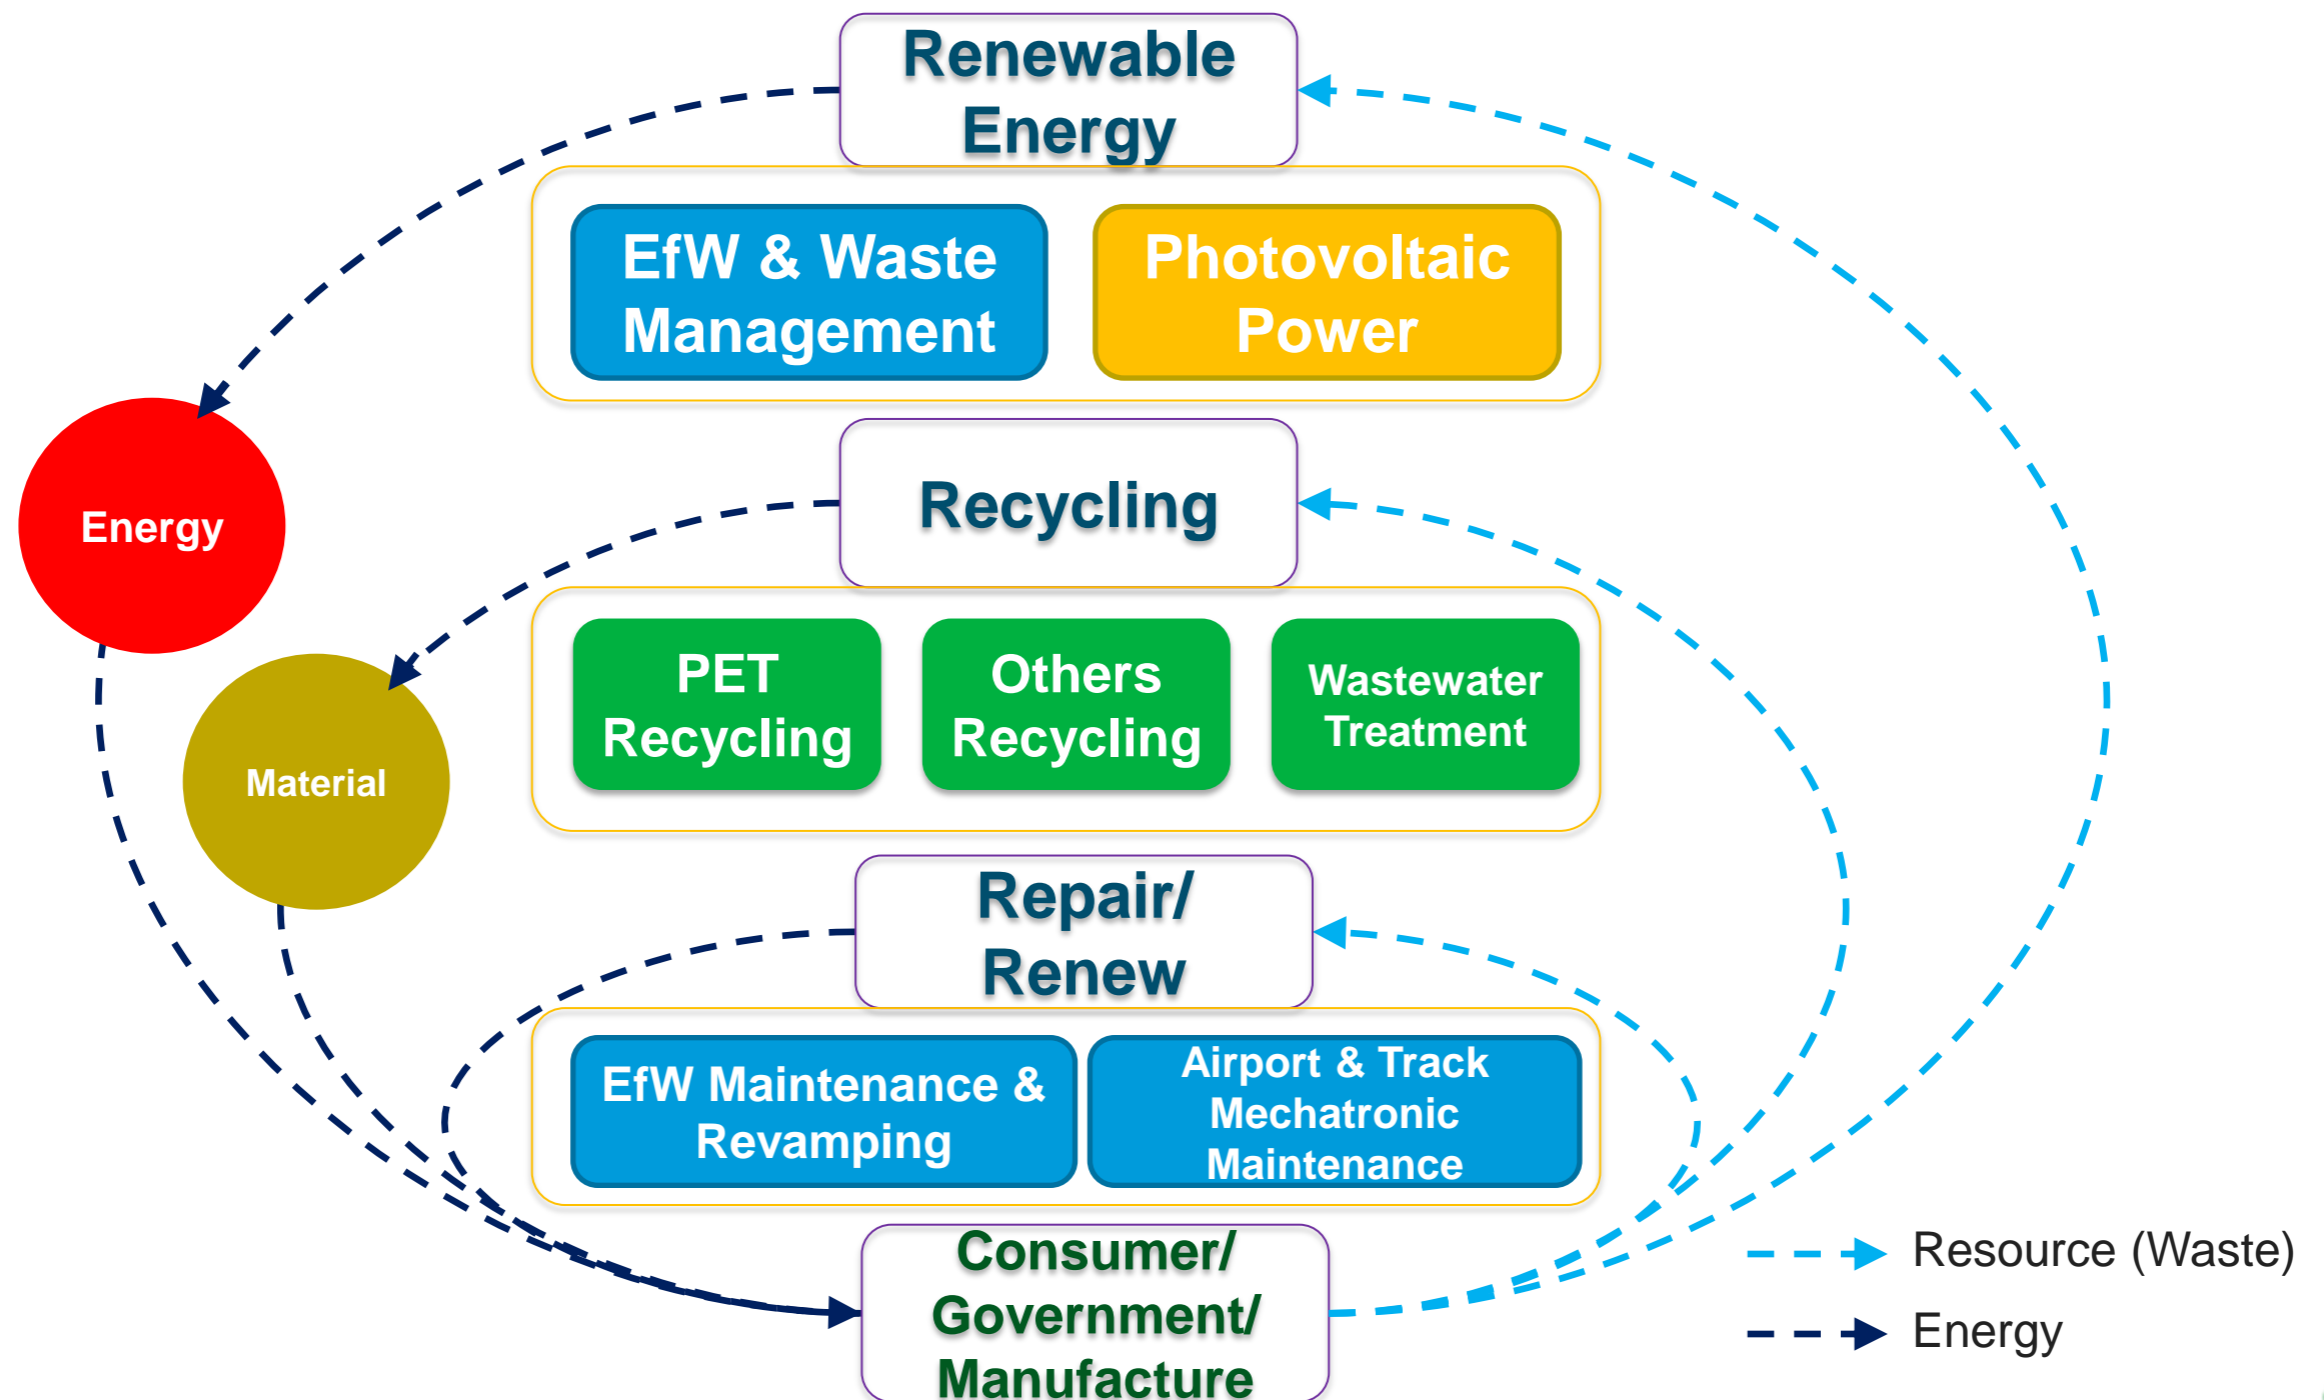 Renewable
Energy
EfW & Waste
Management
Photovoltaic
Power
Energy
Recycling
PET
Recycling
Others
Recycling
Wastewater
Treatment
Material
Repair/
Renew
EfW Maintenance &
Revamping
Airport & Track
Mechatronic
Maintenance
Consumer/
Government/
Manufacture
Resource (Waste)
Energy